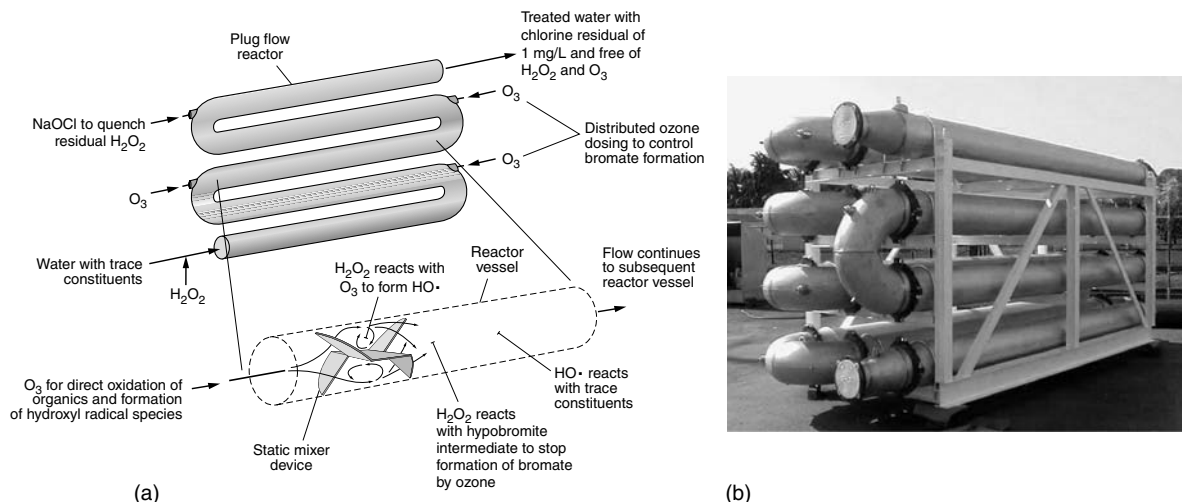 Plug flow
reactor
Treated water with
chlorine residual of
1 mg/L and free of
H₂O₂ and O₃
O₃
NaOCl to quench
residual H₂O₂
Distributed ozone
dosing to control
bromate formation
O₃
O₃
Water with trace
constituents
H₂O₂
H₂O₂ reacts with
O₃ to form HO•
Reactor
vessel
Flow continues
to subsequent
reactor vessel
O₃ for direct oxidation of
organics and formation
of hydroxyl radical species
HO• reacts
with trace
constituents
Static mixer
device
H₂O₂ reacts
with hypobromite
intermediate to stop
formation of bromate
by ozone
(a)
(b)